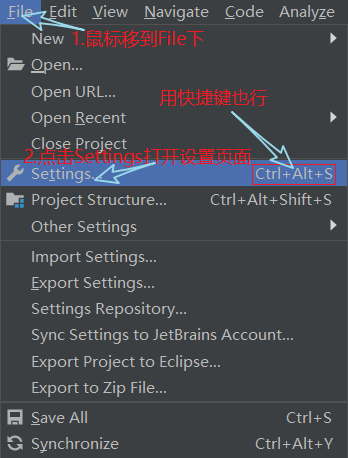 File Edit View Navigate Code Analyze
New 1.鼠标移到File下
Open...
Open URL...
用快捷键也行
Open Recent
Close Project
2.点击Settings打开设置页面
Settings... Ctrl+Alt+S
Project Structure... Ctrl+Alt+Shift+S
Other Settings
Import Settings...
Export Settings...
Settings Repository...
Sync Settings to JetBrains Account...
Export Project to Eclipse...
Export to Zip File...
Save All Ctrl+S
Synchronize Ctrl+Alt+Y